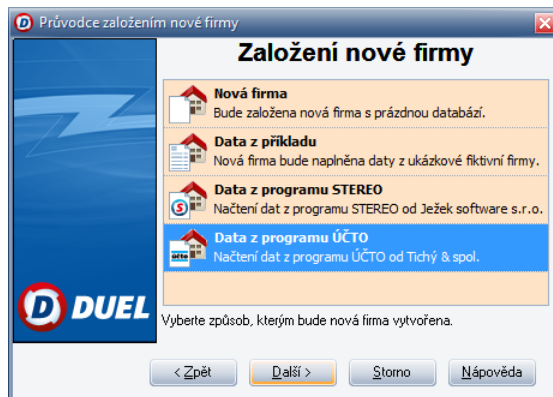 Průvodce založením nové firmy
Založení nové firmy
Nová firma
Bude založena nová firma s prázdnou databází.
Data z příkladu
Nová firma bude naplněna daty z ukázkové fiktivní firmy.
Data z programu STEREO
Načtení dat z programu STEREO od Ježek software s.r.o.
Data z programu ÚČTO
Načtení dat z programu ÚČTO od Tichý & spol.
účto
D DUEL
Vyberte způsob, kterým bude nová firma vytvořena.
< Zpět
Další >
Storno
Nápověda